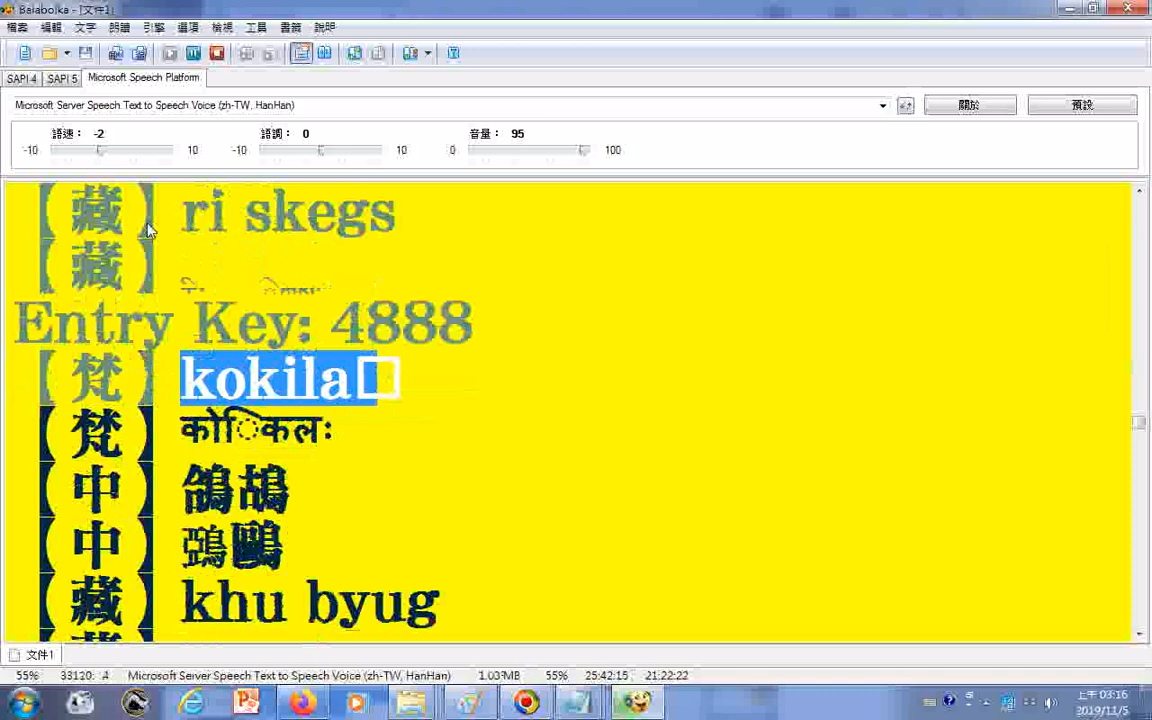 Balabolka - [文件1]
檔案 編輯 文字 朗讀 引擎 選項 檢視 工具 書籤 說明
SAPI 4 SAPI 5 Microsoft Speech Platform
Microsoft Server Speech Text to Speech Voice (zh-TW, HanHan) 關於 預設
語速： -2 語調： 0 音量： 95
-10 10 -10 10 0 100
【藏】 ri skegs
【藏】
Entry Key: 4888
【梵】 kokila□
【梵】 कोिकलः
【中】 鴿鴣
【中】 鵶鷗
【藏】 khu byug
文件1
55% 33120: A Microsoft Server Speech Text to Speech Voice (zh-TW, HanHan) 1.03MB 55% 25:42:15 21:22:22
上午 03:16
2019/11/5